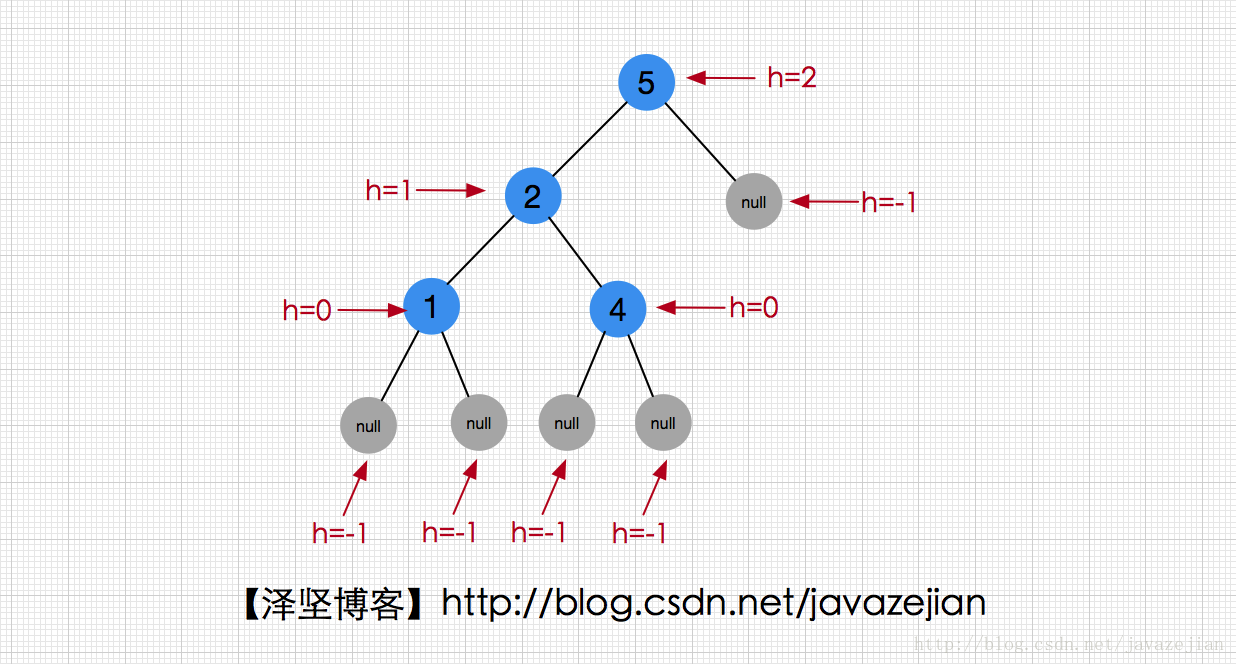 5
h=2
h=1
2
null
h=-1
h=0
1
4
h=0
null
null
null
null
h=-1
h=-1
h=-1
h=-1
【泽坚博客】http://blog.csdn.net/javazejian
http://blog.csdn.net/javazejian